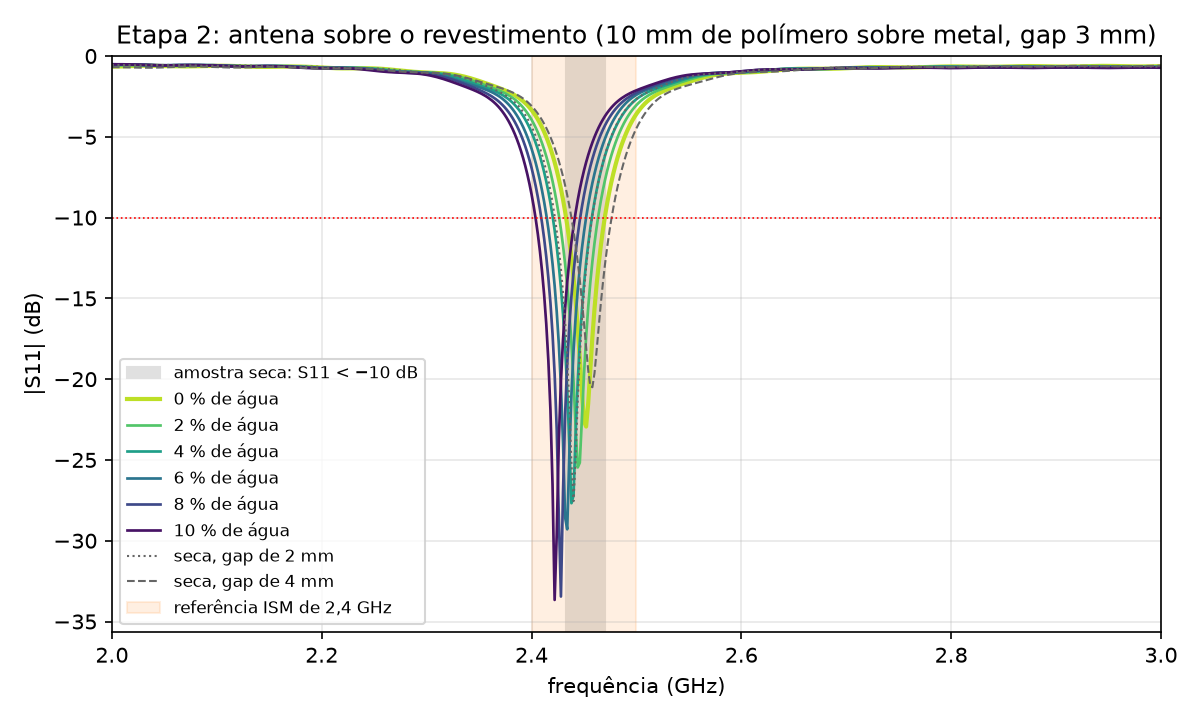 Etapa 2: antena sobre o revestimento (10 mm de polímero sobre metal, gap 3 mm)
|S11| (dB)
0
−5
−10
−15
−20
−25
−30
−35
amostra seca: S11 < −10 dB
0 % de água
2 % de água
4 % de água
6 % de água
8 % de água
10 % de água
seca, gap de 2 mm
seca, gap de 4 mm
referência ISM de 2,4 GHz
2.0 2.2 2.4 2.6 2.8 3.0
frequência (GHz)